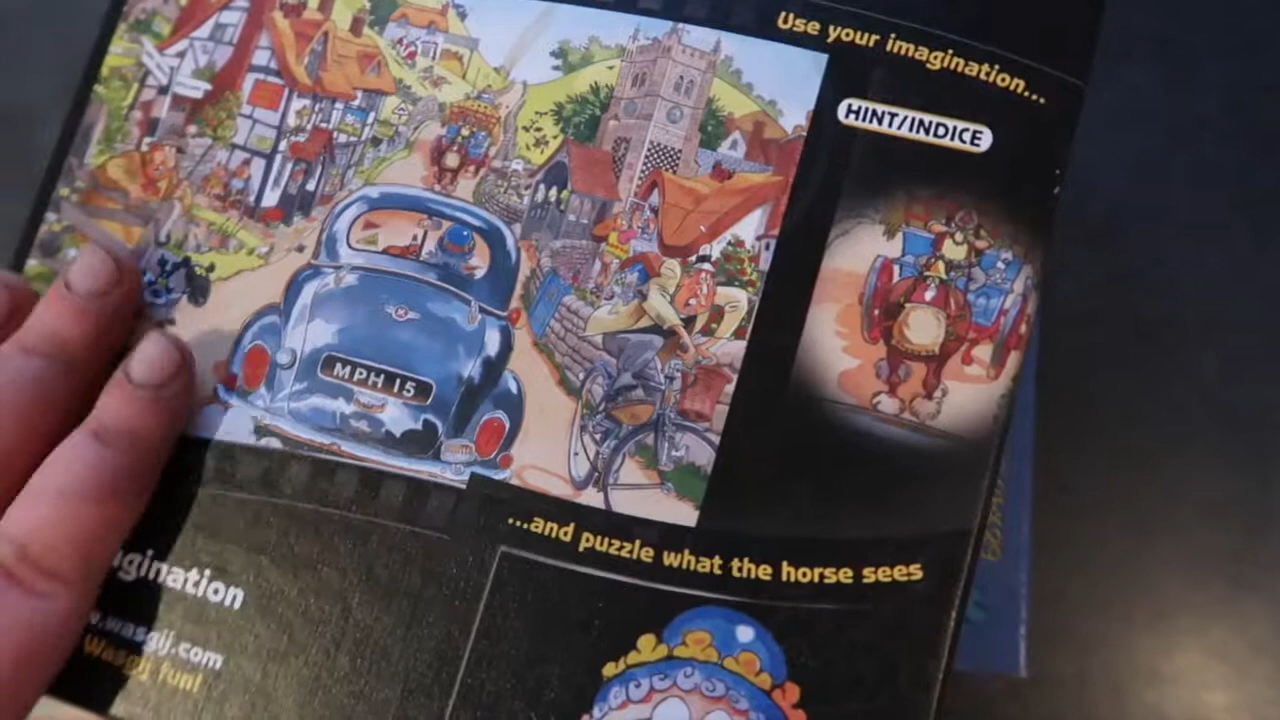 Use your imagination...
HINT/INDICE
MPH 15
...and puzzle what the horse sees
agination
.wasgij.com
Wasgij fun!